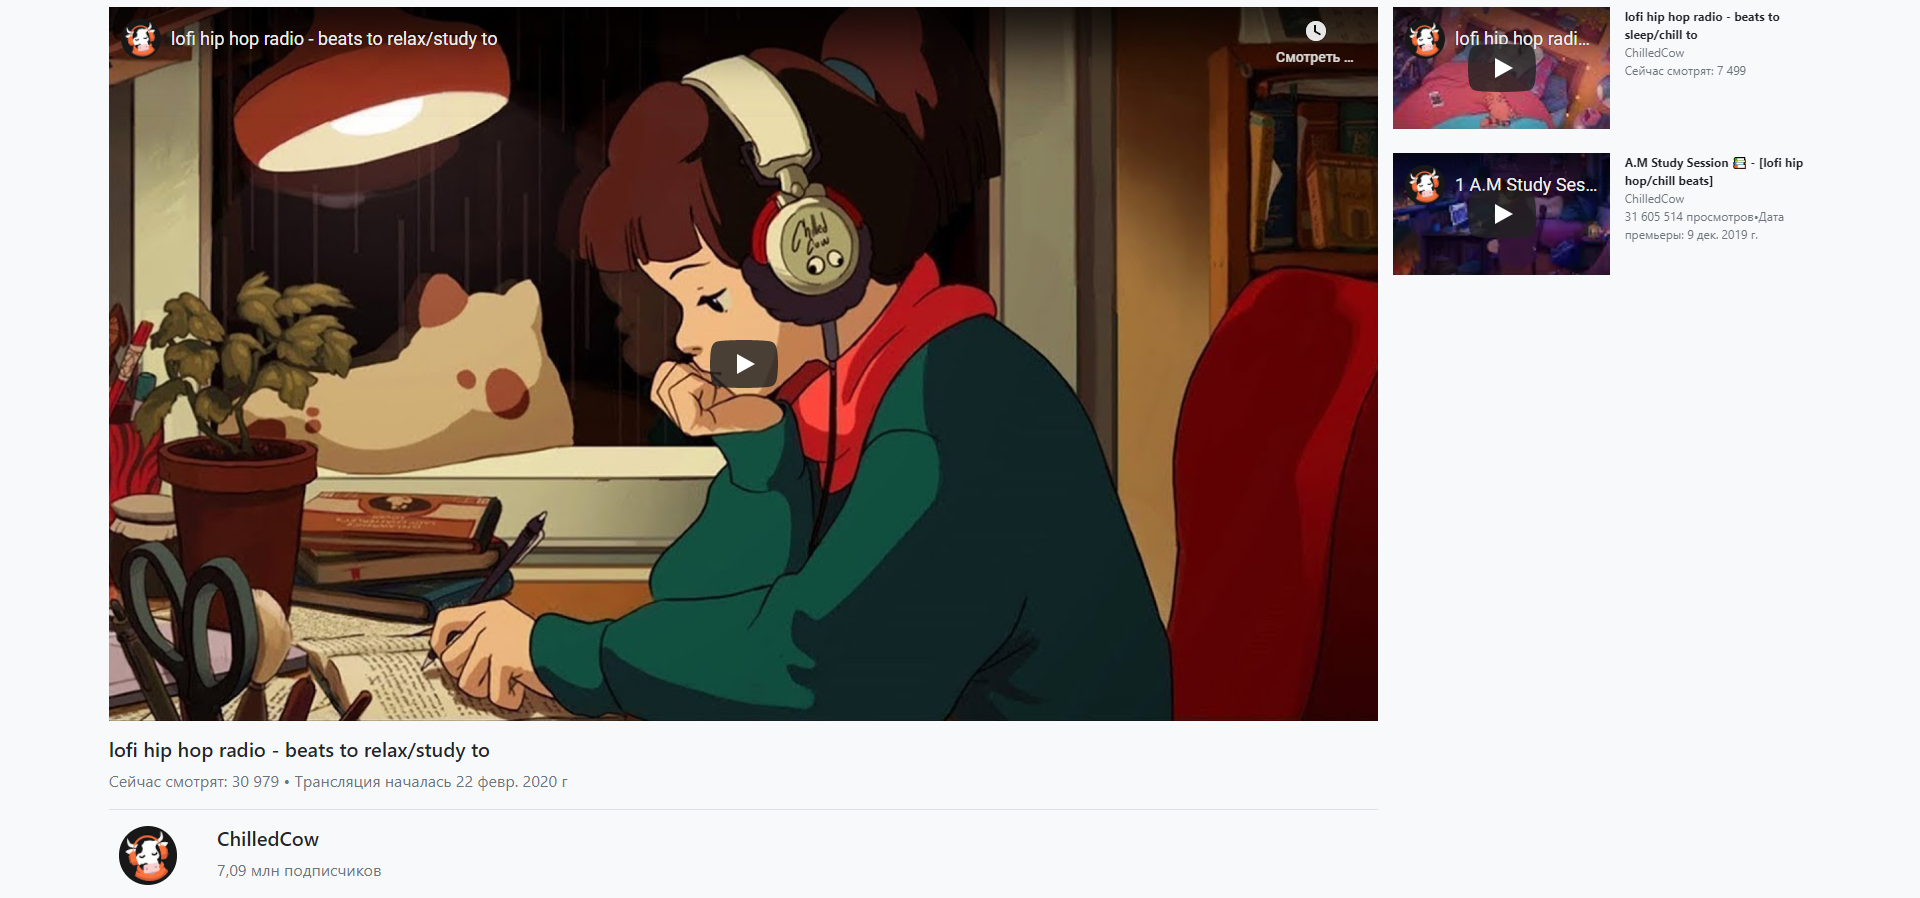 lofi hip hop radio - beats to relax/study to
Смотреть ...
Chilled
Cow
lofi hip hop radio - beats to relax/study to
Сейчас смотрят: 30 979 • Трансляция началась 22 февр. 2020 г
ChilledCow
7,09 млн подписчиков
lofi hip hop radi...
lofi hip hop radio - beats to
sleep/chill to
ChilledCow
Сейчас смотрят: 7 499
1 A.M Study Ses...
A.M Study Session 📚 - [lofi hip
hop/chill beats]
ChilledCow
31 605 514 просмотров•Дата
премьеры: 9 дек. 2019 г.